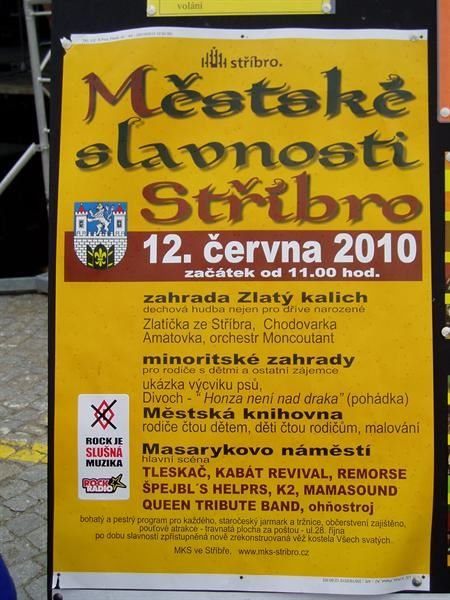 volání
stříbro.
Městské
slavnosti
Stříbro
12. června 2010
začátek od 11.00 hod.
zahrada Zlatý kalich
dechová hudba nejen pro dříve narozené
Zlatíčka ze Stříbra, Chodovarka
Amatovka, orchestr Moncoutant
minoritské zahrady
pro rodiče s dětmi a ostatní zájemce
ukázka výcviku psů,
Divoch - "Honza není nad draka" (pohádka)
Městská knihovna
rodiče čtou dětem, děti čtou rodičům, malování
ROCK JE
SLUŠNÁ
MUZIKA
ROCK
RADIO
Masarykovo náměstí
hlavní scéna
TLESKAČ, KABÁT REVIVAL, REMORSE
ŠPEJBL´S HELPRS, K2, MAMASOUND
QUEEN TRIBUTE BAND, ohňostroj
bohatý a pestrý program pro každého, staročeský jarmark a tržnice, občerstvení zajištěno,
pouťové atrakce - travnatá plocha za poštou - ul.28. října
po dobu slavností zpřístupněná nově zrekonstruovaná věž kostela Všech svatých
MKS ve Stříbře, www.mks-stribro.cz